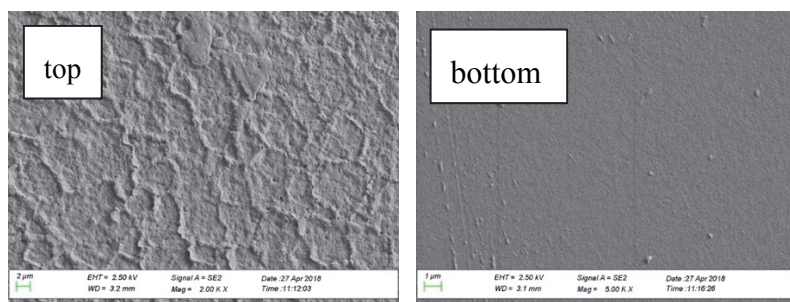 top
2 µm
EHT = 2.50 kV
Signal A = SE2
Date :27 Apr 2018
WD = 3.2 mm
Mag = 2.00 K X
Time :11:12:03
bottom
1 µm
EHT = 2.50 kV
Signal A = SE2
Date :27 Apr 2018
WD = 3.1 mm
Mag = 5.00 K X
Time :11:16:26